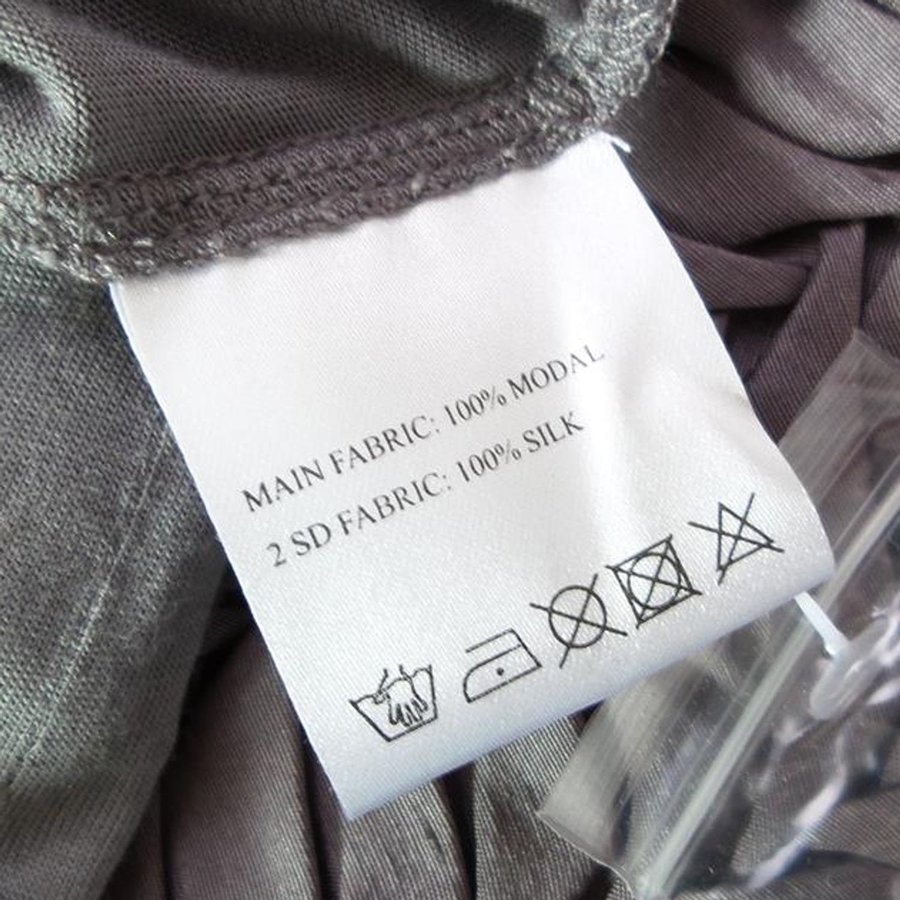 MAIN FABRIC: 100% MODAL
2 SD FABRIC: 100% SILK